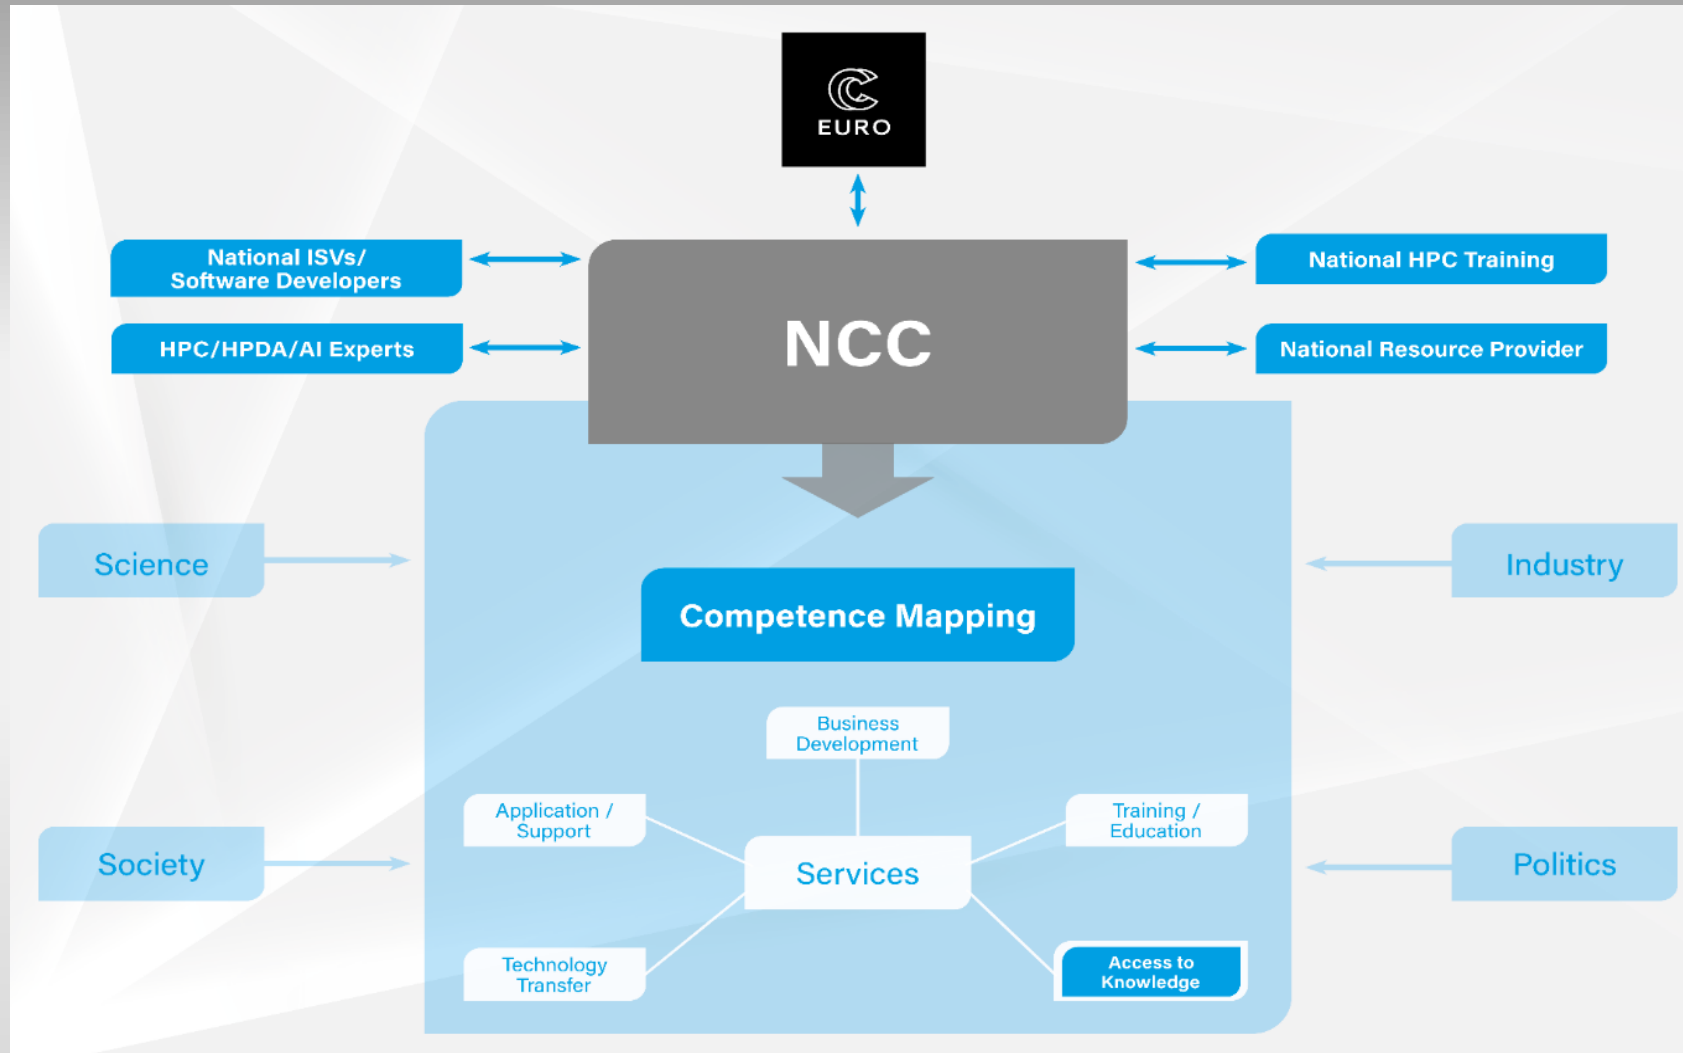 EURO
National ISVs/
Software Developers
HPC/HPDA/AI Experts
NCC
National HPC Training
National Resource Provider
Science
Industry
Competence Mapping
Business
Development
Application /
Support
Training /
Education
Services
Society
Politics
Technology
Transfer
Access to
Knowledge